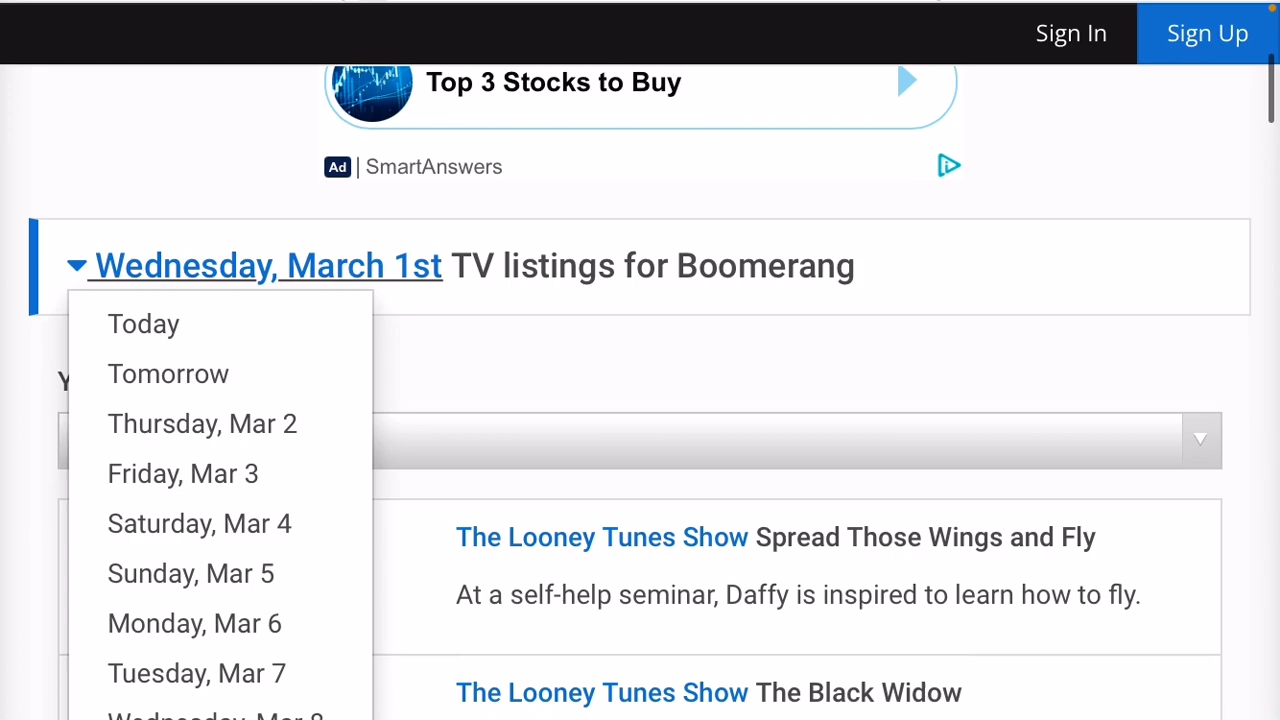 Sign In
Sign Up
Top 3 Stocks to Buy
Ad | SmartAnswers
Wednesday, March 1st TV listings for Boomerang
Today
Tomorrow
Y
Thursday, Mar 2
Friday, Mar 3
Saturday, Mar 4
The Looney Tunes Show Spread Those Wings and Fly
Sunday, Mar 5
At a self-help seminar, Daffy is inspired to learn how to fly.
Monday, Mar 6
Tuesday, Mar 7
The Looney Tunes Show The Black Widow
Wednesday, Mar 8